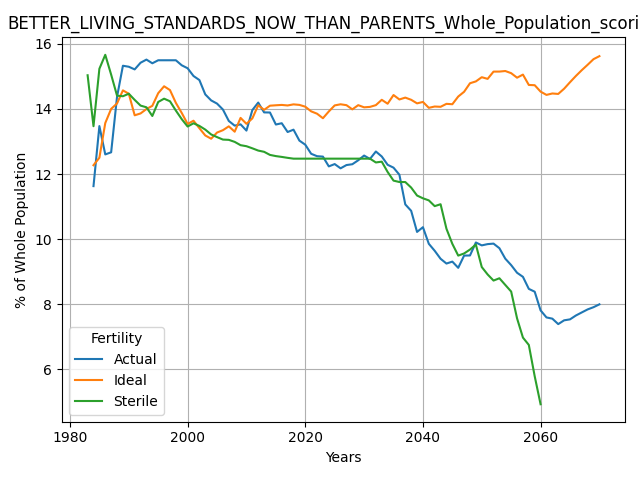 BETTER_LIVING_STANDARDS_NOW_THAN_PARENTS_Whole_Population_scori
16
14
12
10
8
6
% of Whole Population
Fertility
Actual
Ideal
Sterile
1980 2000 2020 2040 2060
Years